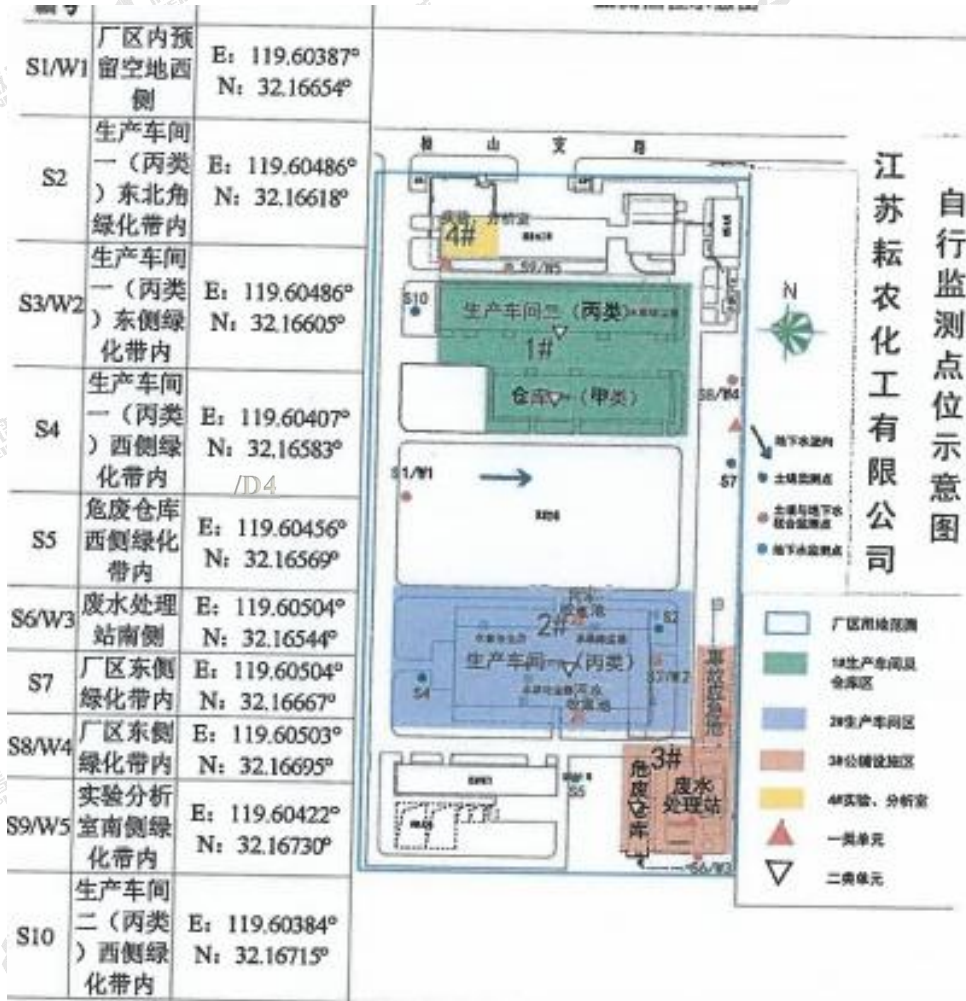 S1/W1
厂区内预
留空地西
侧
E：119.60387°
N：32.16654°
S2
生产车间
一（丙类
）东北角
绿化带内
E：119.60486°
N：32.16618°
S3/W2
生产车间
一（丙类
）东侧绿
化带内
E：119.60486°
N：32.16605°
S4
生产车间
一（丙类
）西侧绿
化带内
E：119.60407°
N：32.16583°
/D4
S5
危废仓库
西侧绿化
带内
E：119.60456°
N：32.16569°
S6/W3
废水处理
站南侧
E：119.60504°
N：32.16544°
S7
厂区东侧
绿化带内
E：119.60504°
N：32.16667°
S8/W4
厂区东侧
绿化带内
E：119.60503°
N：32.16695°
S9/W5
实验分析
室南侧绿
化带内
E：119.60422°
N：32.16730°
S10
生产车间
二（丙类
）西侧绿
化带内
E：119.60384°
N：32.16715°
山 支 路
4#
S9/W5
S10
生产车间二（丙类）
1#
仓库一（甲类）
S8/W4
S7
S1/W1
2#
生产车间一（丙类）
S2
S4
S5
3#
事故应急池
危废仓库
废水
处理站
S6/W3
N
地下水流向
土壤监测点
土壤与地下水
联合监测点
地下水监测点
厂区用地范围
1#生产车间及
仓库区
2#生产车间区
3#公辅设施区
4#实验、分析室
一类单元
二类单元
江苏耘农化工有限公司
自行监测点位示意图